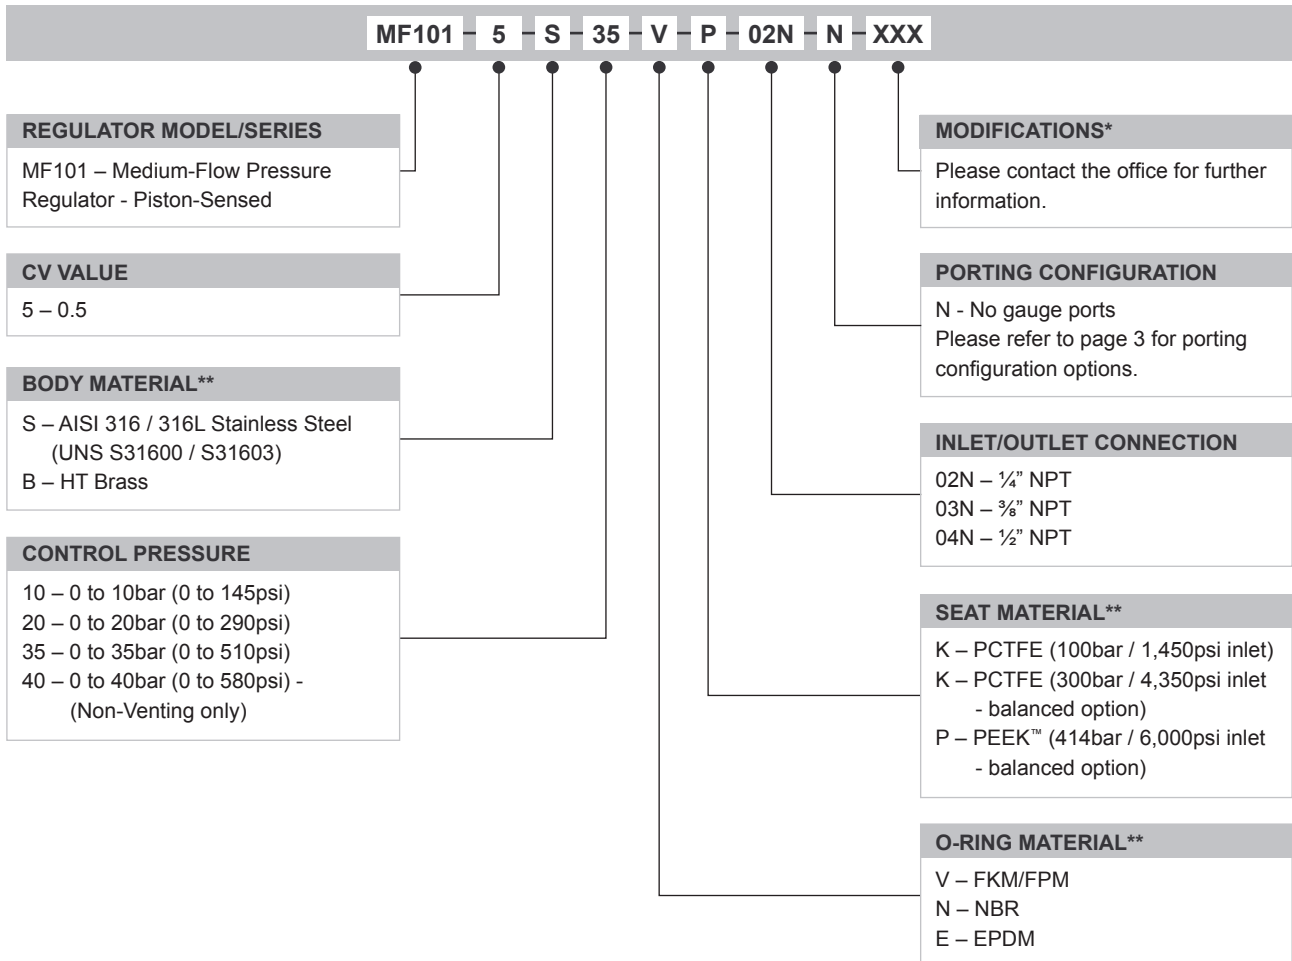 MF101 5 S 35 V P 02N N XXX
REGULATOR MODEL/SERIES
MF101 – Medium-Flow Pressure
Regulator - Piston-Sensed
CV VALUE
5 – 0.5
BODY MATERIAL**
S – AISI 316 / 316L Stainless Steel
(UNS S31600 / S31603)
B – HT Brass
CONTROL PRESSURE
10 – 0 to 10bar (0 to 145psi)
20 – 0 to 20bar (0 to 290psi)
35 – 0 to 35bar (0 to 510psi)
40 – 0 to 40bar (0 to 580psi) -
(Non-Venting only)
MODIFICATIONS*
Please contact the office for further
information.
PORTING CONFIGURATION
N - No gauge ports
Please refer to page 3 for porting
configuration options.
INLET/OUTLET CONNECTION
02N – ¼” NPT
03N – ⅜” NPT
04N – ½” NPT
SEAT MATERIAL**
K – PCTFE (100bar / 1,450psi inlet)
K – PCTFE (300bar / 4,350psi inlet
- balanced option)
P – PEEK™ (414bar / 6,000psi inlet
- balanced option)
O-RING MATERIAL**
V – FKM/FPM
N – NBR
E – EPDM